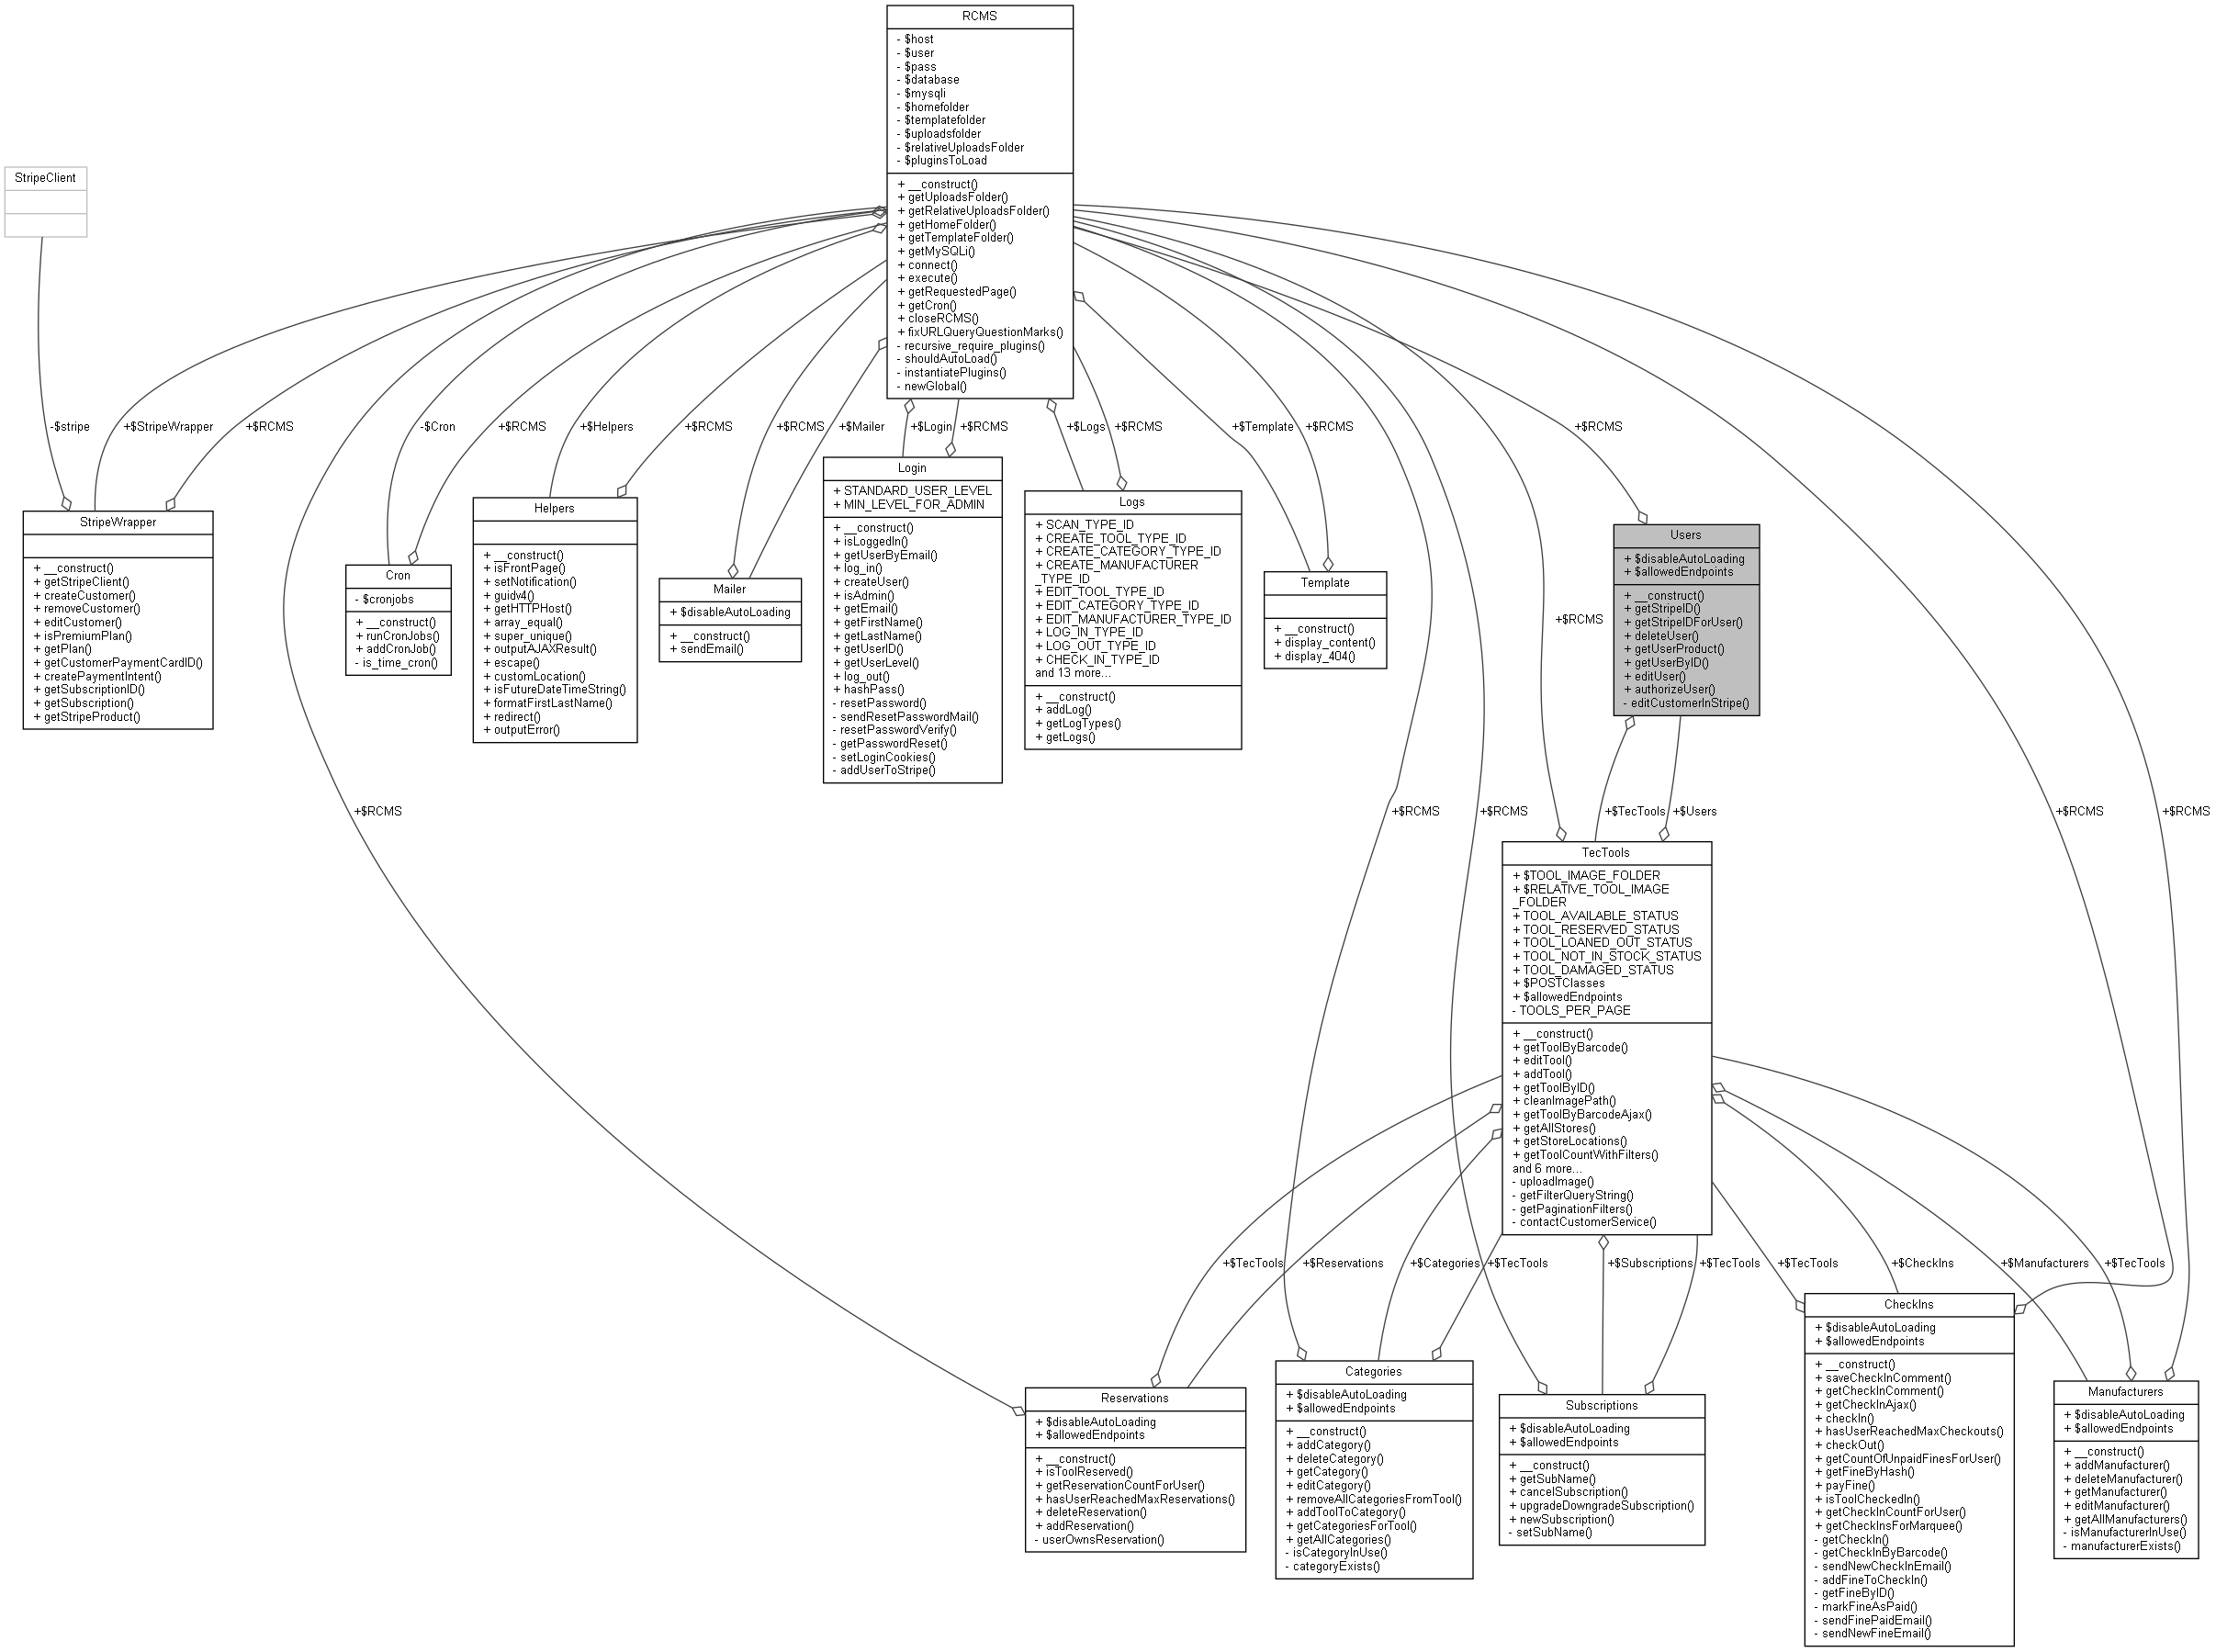 RCMS
- $host
- $user
- $pass
- $database
- $mysqli
- $homefolder
- $templatefolder
- $uploadsfolder
- $relativeUploadsFolder
- $pluginsToLoad
+ __construct()
+ getUploadsFolder()
+ getRelativeUploadsFolder()
+ getHomeFolder()
+ getTemplateFolder()
+ getMySQLi()
+ connect()
+ execute()
+ getRequestedPage()
+ getCron()
+ closeRCMS()
+ fixURLQueryQuestionMarks()
- recursive_require_plugins()
- shouldAutoLoad()
- instantiatePlugins()
- newGlobal()
StripeClient
-$stripe
+$StripeWrapper
+$RCMS
-$Cron
+$RCMS
+$Helpers
+$RCMS
+$RCMS
+$Mailer
+$Login
+$RCMS
+$Logs
+$RCMS
+$Template
+$RCMS
+$RCMS
+$RCMS
StripeWrapper
+ __construct()
+ getStripeClient()
+ createCustomer()
+ removeCustomer()
+ editCustomer()
+ isPremiumPlan()
+ getPlan()
+ getCustomerPaymentCardID()
+ createPaymentIntent()
+ getSubscriptionID()
+ getSubscription()
+ getStripeProduct()
Cron
- $cronjobs
+ __construct()
+ runCronJobs()
+ addCronJob()
- is_time_cron()
Helpers
+ __construct()
+ isFrontPage()
+ setNotification()
+ guidv4()
+ getHTTPHost()
+ array_equal()
+ super_unique()
+ outputAJAXResult()
+ escape()
+ customLocation()
+ isFutureDateTimeString()
+ formatFirstLastName()
+ redirect()
+ outputError()
Mailer
+ $disableAutoLoading
+ __construct()
+ sendEmail()
Login
+ STANDARD_USER_LEVEL
+ MIN_LEVEL_FOR_ADMIN
+ __construct()
+ isLoggedIn()
+ getUserByEmail()
+ log_in()
+ createUser()
+ isAdmin()
+ getEmail()
+ getFirstName()
+ getLastName()
+ getUserID()
+ getUserLevel()
+ log_out()
+ hashPass()
- resetPassword()
- sendResetPasswordMail()
- resetPasswordVerify()
- getPasswordReset()
- setLoginCookies()
- addUserToStripe()
Logs
+ SCAN_TYPE_ID
+ CREATE_TOOL_TYPE_ID
+ CREATE_CATEGORY_TYPE_ID
+ CREATE_MANUFACTURER
_TYPE_ID
+ EDIT_TOOL_TYPE_ID
+ EDIT_CATEGORY_TYPE_ID
+ EDIT_MANUFACTURER_TYPE_ID
+ LOG_IN_TYPE_ID
+ LOG_OUT_TYPE_ID
+ CHECK_IN_TYPE_ID
and 13 more...
+ __construct()
+ addLog()
+ getLogTypes()
+ getLogs()
Template
+ __construct()
+ display_content()
+ display_404()
Users
+ $disableAutoLoading
+ $allowedEndpoints
+ __construct()
+ getStripeID()
+ getStripeIDForUser()
+ deleteUser()
+ getUserProduct()
+ getUserByID()
+ editUser()
+ authorizeUser()
- editCustomerInStripe()
+$RCMS
+$RCMS
+$RCMS
+$TecTools
+$Users
+$RCMS
+$RCMS
TecTools
+ $TOOL_IMAGE_FOLDER
+ $RELATIVE_TOOL_IMAGE
_FOLDER
+ TOOL_AVAILABLE_STATUS
+ TOOL_RESERVED_STATUS
+ TOOL_LOANED_OUT_STATUS
+ TOOL_NOT_IN_STOCK_STATUS
+ TOOL_DAMAGED_STATUS
+ $POSTClasses
+ $allowedEndpoints
- TOOLS_PER_PAGE
+ __construct()
+ getToolByBarcode()
+ editTool()
+ addTool()
+ getToolByID()
+ cleanImagePath()
+ getToolByBarcodeAjax()
+ getAllStores()
+ getStoreLocations()
+ getToolCountWithFilters()
and 6 more...
- uploadImage()
- getFilterQueryString()
- getPaginationFilters()
- contactCustomerService()
+$TecTools
+$Reservations
+$Categories
+$TecTools
+$Subscriptions
+$TecTools
+$TecTools
+$CheckIns
+$Manufacturers
+$TecTools
Reservations
+ $disableAutoLoading
+ $allowedEndpoints
+ __construct()
+ isToolReserved()
+ getReservationCountForUser()
+ hasUserReachedMaxReservations()
+ deleteReservation()
+ addReservation()
- userOwnsReservation()
Categories
+ $disableAutoLoading
+ $allowedEndpoints
+ __construct()
+ addCategory()
+ deleteCategory()
+ getCategory()
+ editCategory()
+ removeAllCategoriesFromTool()
+ addToolToCategory()
+ getCategoriesForTool()
+ getAllCategories()
- isCategoryInUse()
- categoryExists()
Subscriptions
+ $disableAutoLoading
+ $allowedEndpoints
+ __construct()
+ getSubName()
+ cancelSubscription()
+ upgradeDowngradeSubscription()
+ newSubscription()
- setSubName()
CheckIns
+ $disableAutoLoading
+ $allowedEndpoints
+ __construct()
+ saveCheckInComment()
+ getCheckInComment()
+ getCheckInAjax()
+ checkIn()
+ hasUserReachedMaxCheckouts()
+ checkOut()
+ getCountOfUnpaidFinesForUser()
+ getFineByHash()
+ payFine()
+ isToolCheckedIn()
+ getCheckInCountForUser()
+ getCheckInsForMarquee()
- getCheckIn()
- getCheckInByBarcode()
- sendNewCheckInEmail()
- addFineToCheckIn()
- getFineByID()
- markFineAsPaid()
- sendFinePaidEmail()
- sendNewFineEmail()
Manufacturers
+ $disableAutoLoading
+ $allowedEndpoints
+ __construct()
+ addManufacturer()
+ deleteManufacturer()
+ getManufacturer()
+ editManufacturer()
+ getAllManufacturers()
- isManufacturerInUse()
- manufacturerExists()